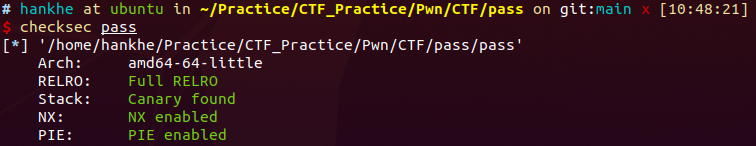 # hankhe at ubuntu in ~/Practice/CTF_Practice/Pwn/CTF/pass on git:main x [10:48:21]
$ checksec pass
[*] '/home/hankhe/Practice/CTF_Practice/Pwn/CTF/pass/pass'
Arch: amd64-64-little
RELRO: Full RELRO
Stack: Canary found
NX: NX enabled
PIE: PIE enabled